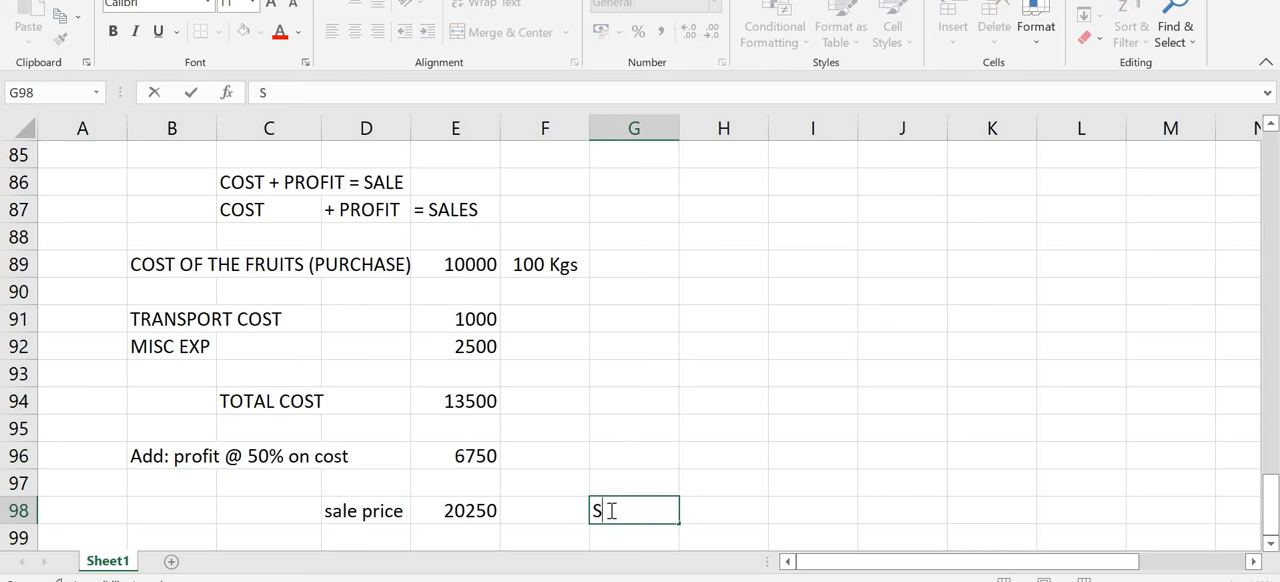 Calibri 11 A A Wrap Text General
Paste B I U A Merge & Center % , Conditional Formatting Format as Table Cell Styles Insert Delete Format Sort & Filter Find & Select
Clipboard Font Alignment Number Styles Cells Editing
G98 fx S
A B C D E F G H I J K L M N
85
86 COST + PROFIT = SALE
87 COST + PROFIT = SALES
88
89 COST OF THE FRUITS (PURCHASE) 10000 100 Kgs
90
91 TRANSPORT COST 1000
92 MISC EXP 2500
93
94 TOTAL COST 13500
95
96 Add: profit @ 50% on cost 6750
97
98 sale price 20250 S
99
Sheet1